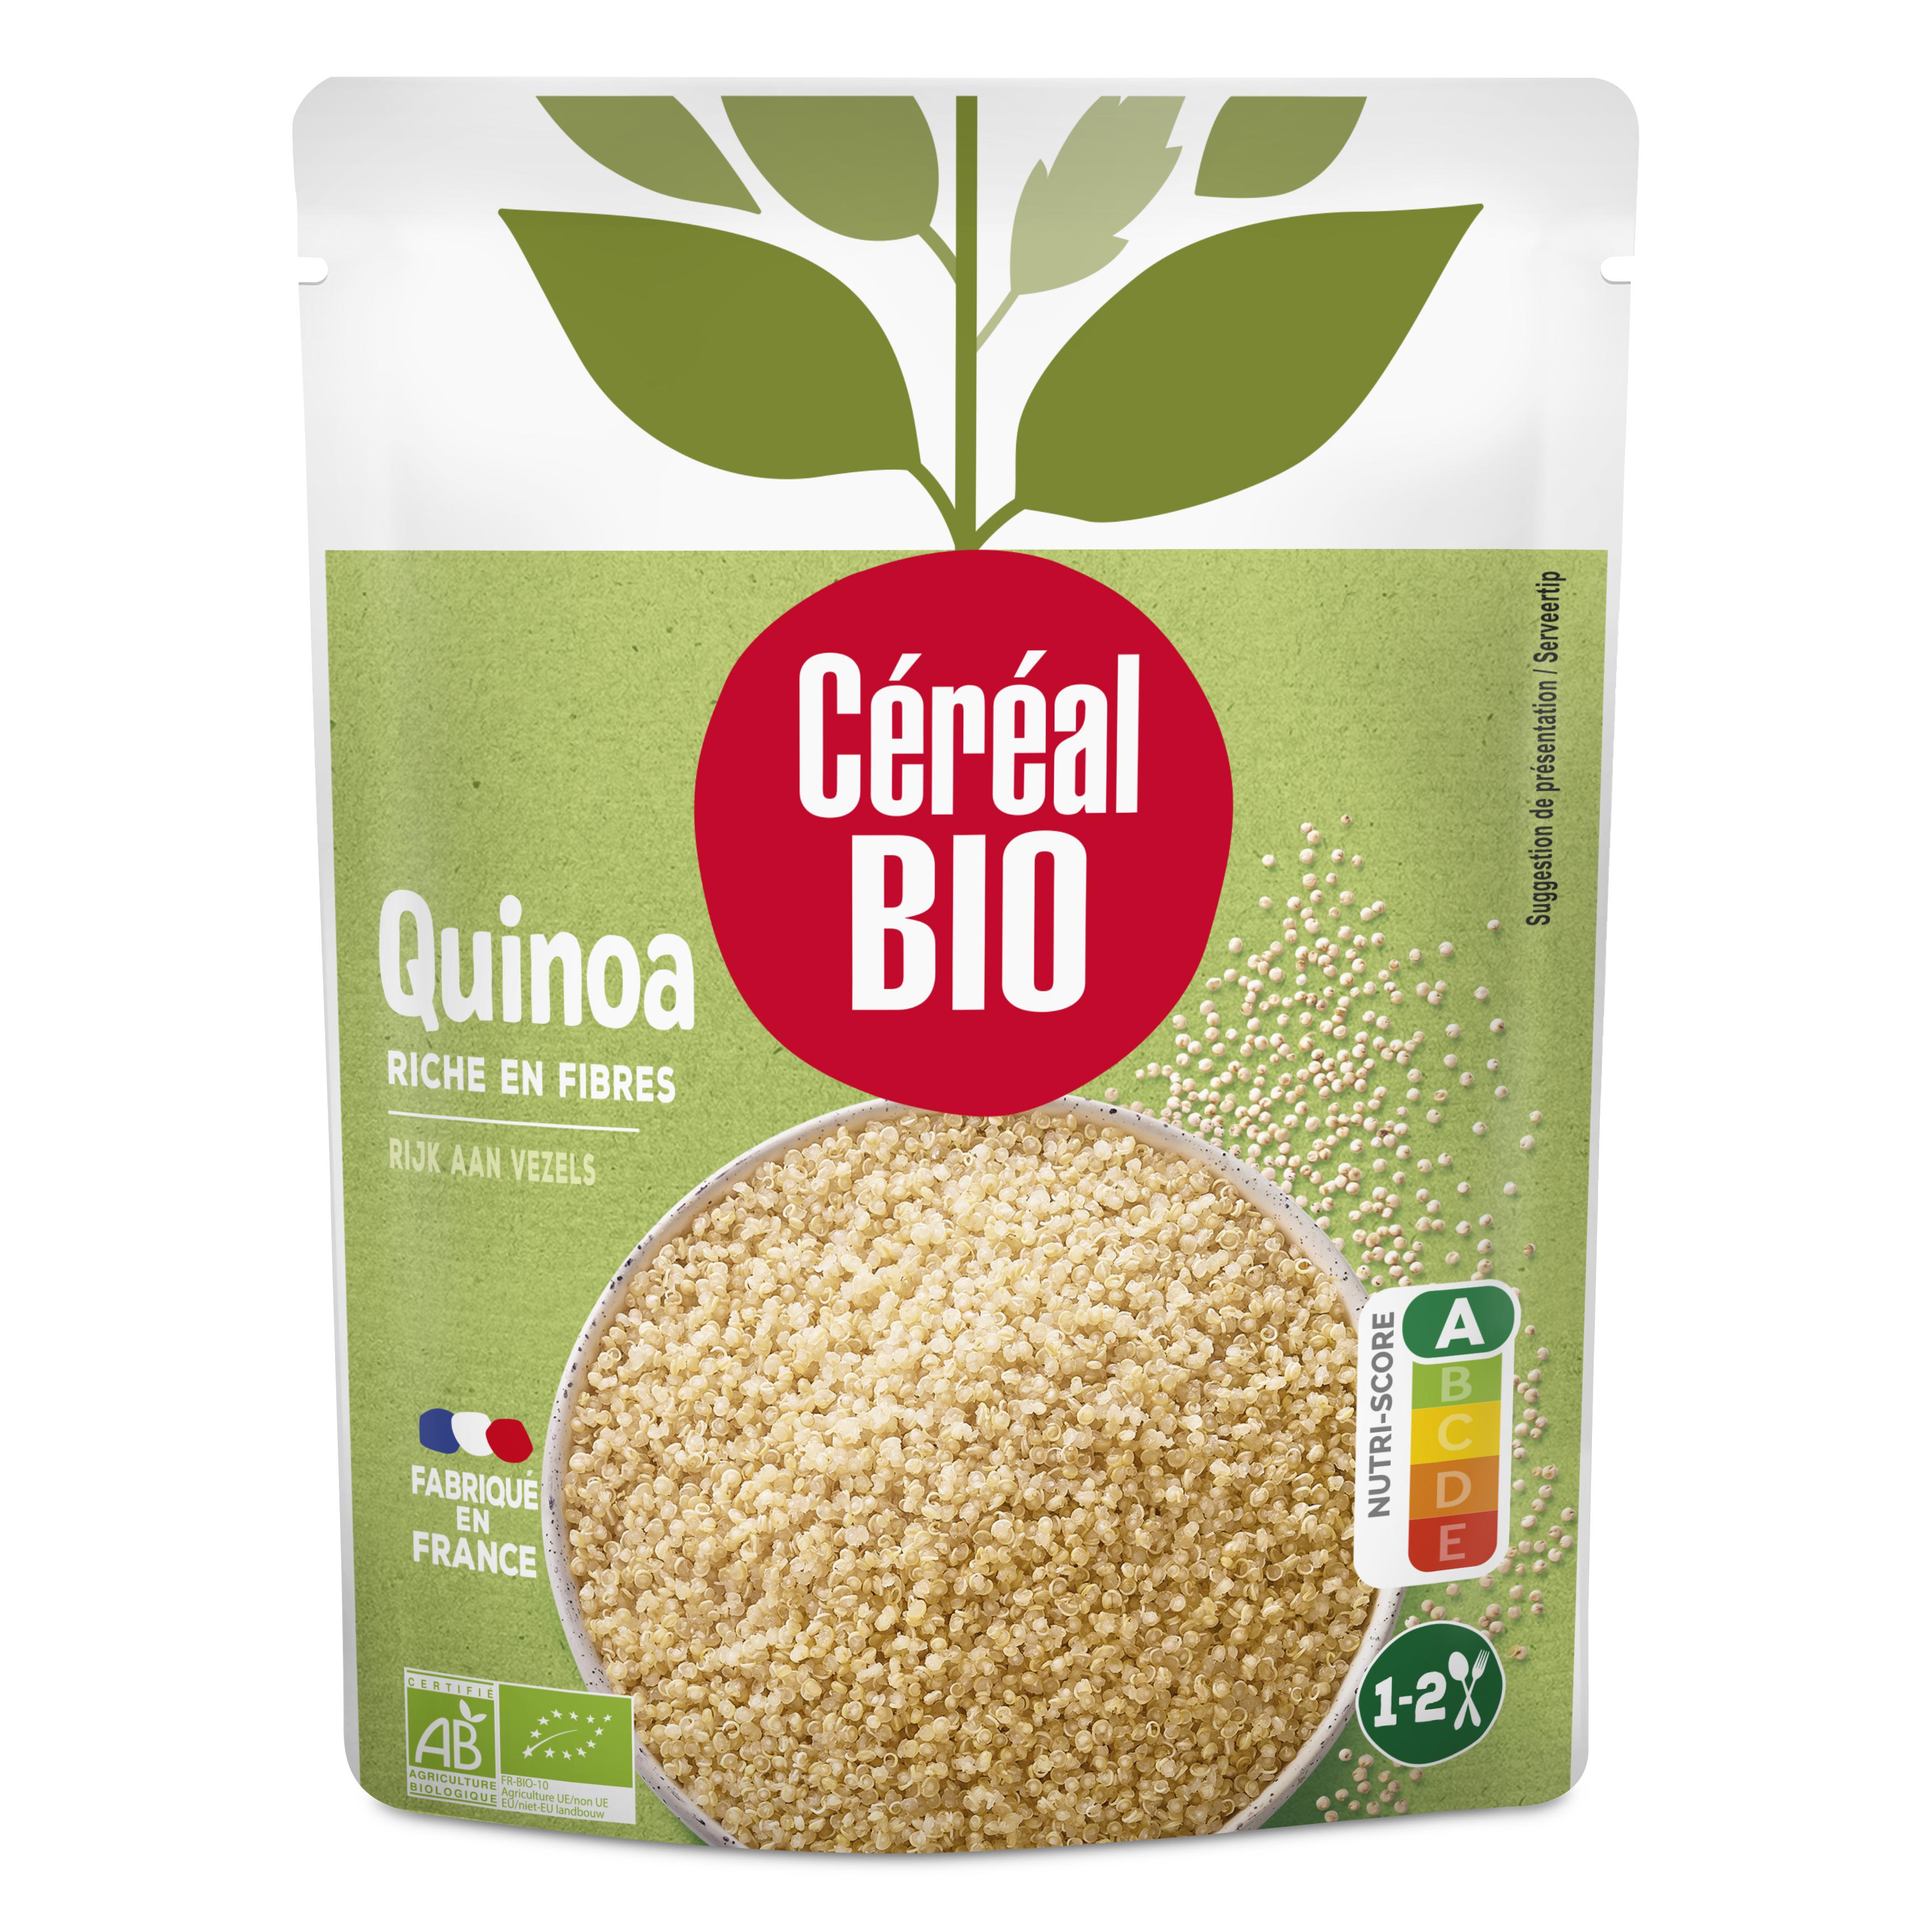 Céréal
BIO
Suggestion de présentation / Serveertip
Quinoa
RICHE EN FIBRES
RIJK AAN VEZELS
NUTRI-SCORE
A
B
C
D
E
FABRIQUÉ
EN
FRANCE
1-2
CERTIFIÉ
AB
AGRICULTURE
BIOLOGIQUE
FR-BIO-10
Agriculture UE/non UE
EU/niet-EU landbouw